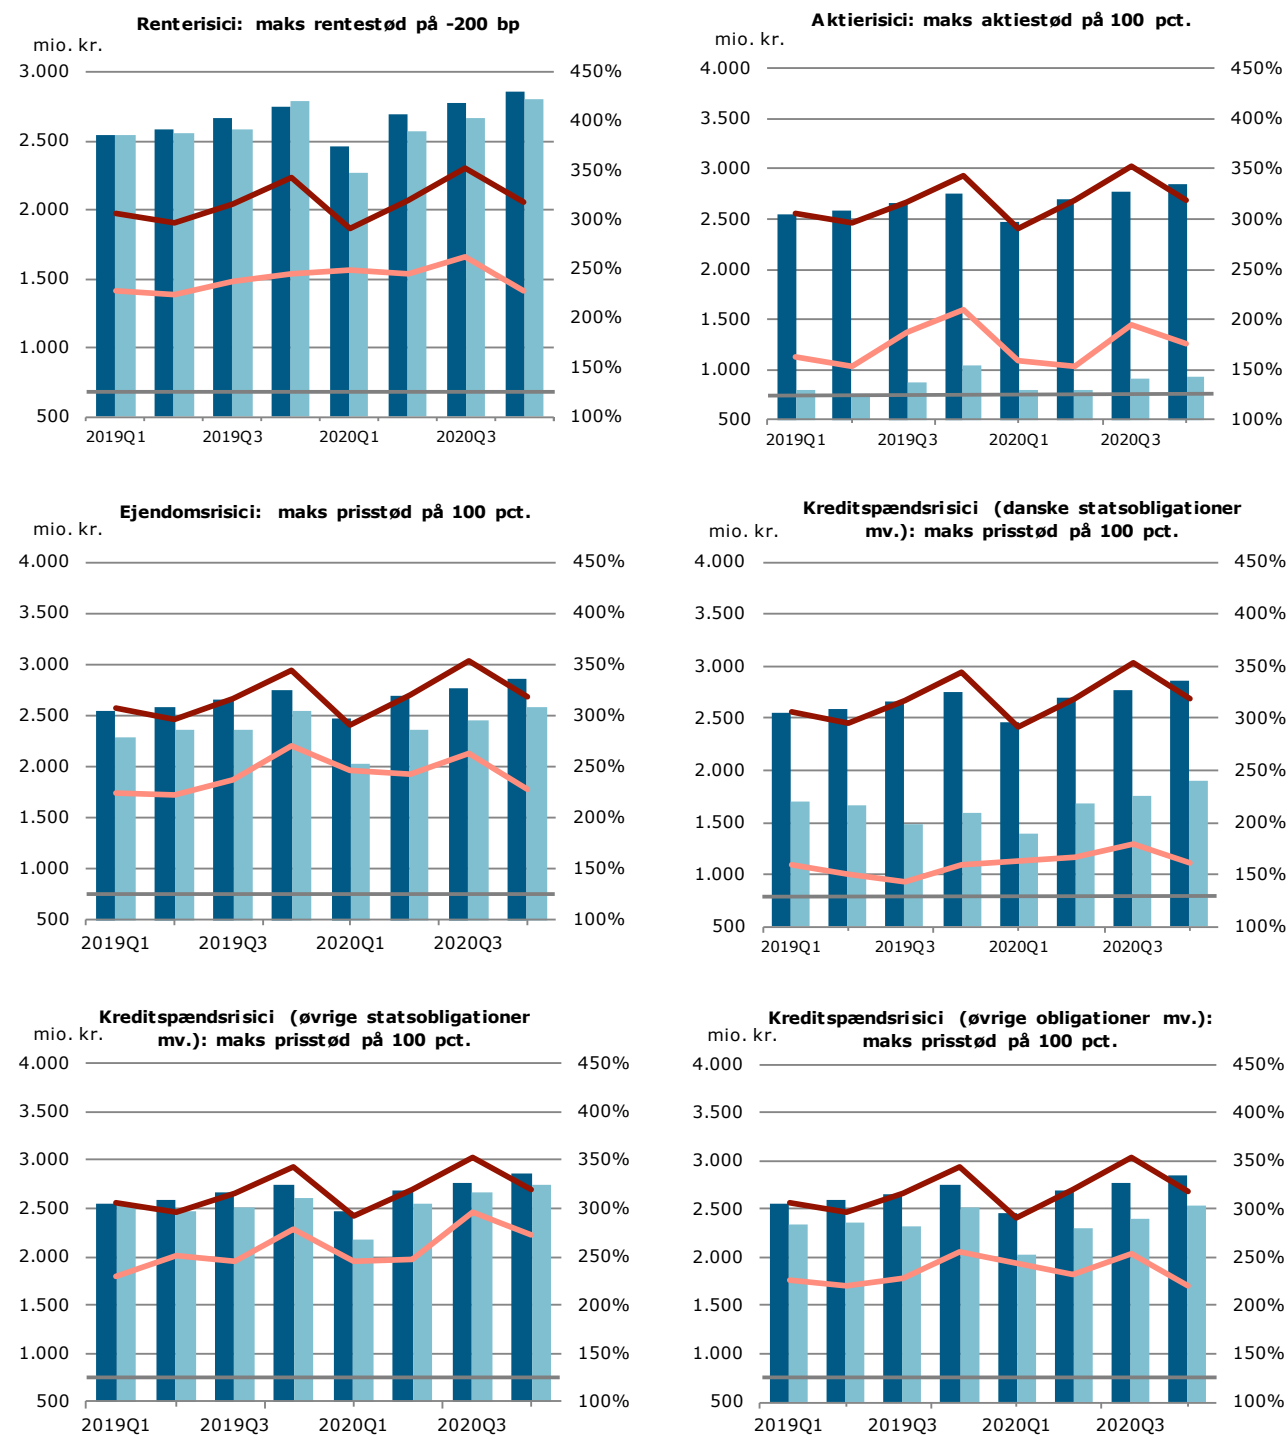 Renterisici: maks rentestød på -200 bp
mio. kr.
3.000
2.500
2.000
1.500
1.000
500
450%
400%
350%
300%
250%
200%
150%
100%
2019Q1
2019Q3
2020Q1
2020Q3
Aktierisici: maks aktiestød på 100 pct.
mio. kr.
4.000
3.500
3.000
2.500
2.000
1.500
1.000
500
450%
400%
350%
300%
250%
200%
150%
100%
2019Q1
2019Q3
2020Q1
2020Q3
Ejendomsrisici: maks prisstød på 100 pct.
mio. kr.
4.000
3.500
3.000
2.500
2.000
1.500
1.000
500
450%
400%
350%
300%
250%
200%
150%
100%
2019Q1
2019Q3
2020Q1
2020Q3
Kreditspændsrisici (danske statsobligationer
mv.): maks prisstød på 100 pct.
mio. kr.
4.000
3.500
3.000
2.500
2.000
1.500
1.000
500
450%
400%
350%
300%
250%
200%
150%
100%
2019Q1
2019Q3
2020Q1
2020Q3
Kreditspændsrisici (øvrige statsobligationer
mv.): maks prisstød på 100 pct.
mio. kr.
4.000
3.500
3.000
2.500
2.000
1.500
1.000
500
450%
400%
350%
300%
250%
200%
150%
100%
2019Q1
2019Q3
2020Q1
2020Q3
Kreditspændsrisici (øvrige obligationer mv.):
maks prisstød på 100 pct.
mio. kr.
4.000
3.500
3.000
2.500
2.000
1.500
1.000
500
450%
400%
350%
300%
250%
200%
150%
100%
2019Q1
2019Q3
2020Q1
2020Q3